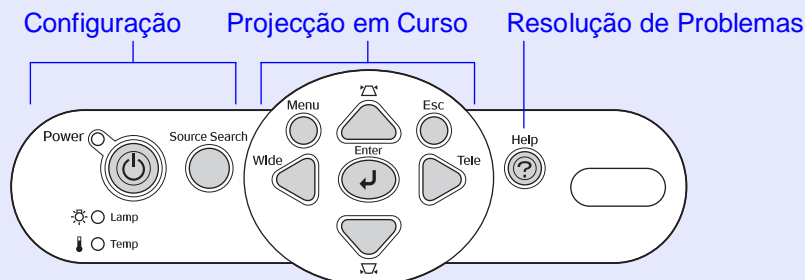 Configuração Projecção em Curso Resolução de Problemas
Menu Esc
Power Source Search Help
Wide Enter Tele
?
Lamp
Temp